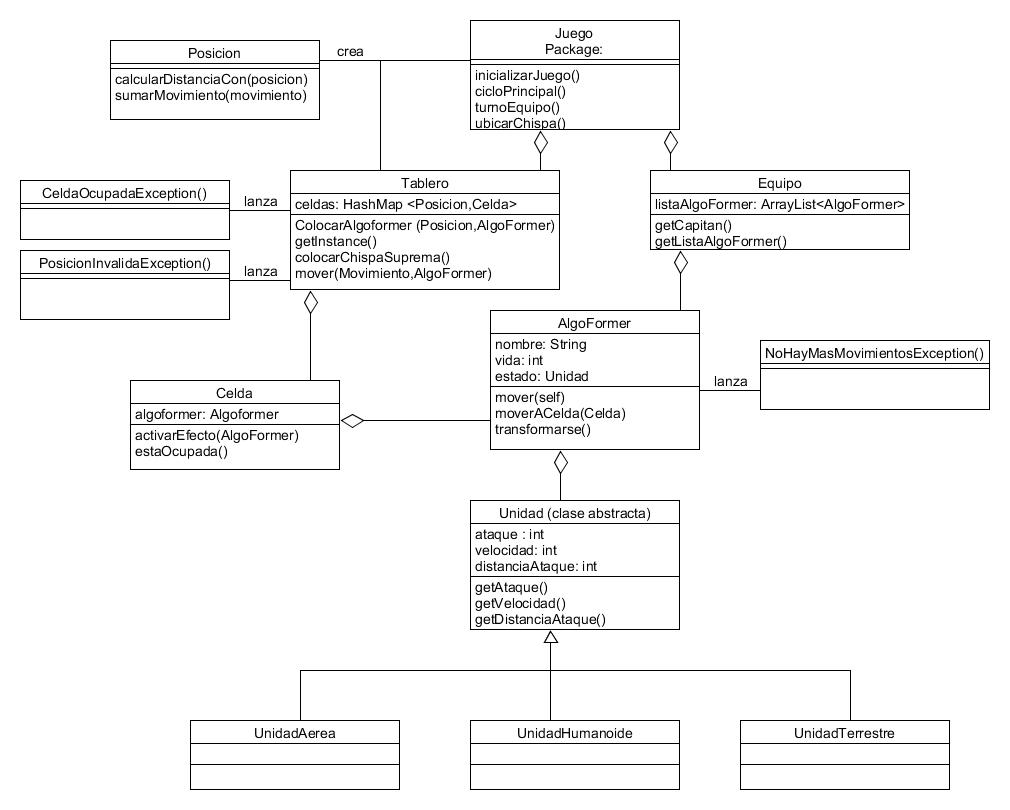 Juego
Package:
inicializarJuego()
cicloPrincipal()
turnoEquipo()
ubicarChispa()
Posicion
calcularDistanciaCon(posicion)
sumarMovimiento(movimiento)
crea
CeldaOcupadaException()
lanza
PosicionInvalidaException()
lanza
Tablero
celdas: HashMap <Posicion,Celda>
ColocarAlgoformer (Posicion,AlgoFormer)
getInstance()
colocarChispaSuprema()
mover(Movimiento,AlgoFormer)
Equipo
listaAlgoFormer: ArrayList<AlgoFormer>
getCapitan()
getListaAlgoFormer()
AlgoFormer
nombre: String
vida: int
estado: Unidad
mover(self)
moverACelda(Celda)
transformarse()
lanza
NoHayMasMovimientosException()
Celda
algoformer: Algoformer
activarEfecto(AlgoFormer)
estaOcupada()
Unidad (clase abstracta)
ataque : int
velocidad: int
distanciaAtaque: int
getAtaque()
getVelocidad()
getDistanciaAtaque()
UnidadAerea
UnidadHumanoide
UnidadTerrestre